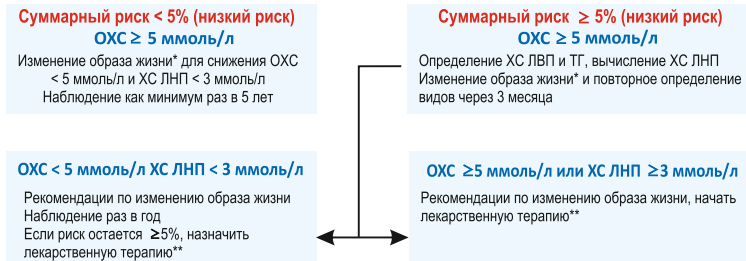 Суммарный риск < 5% (низкий риск)
ОХС ≥ 5 ммоль/л
Изменение образа жизни* для снижения ОХС
< 5 ммоль/л и ХС ЛНП < 3 ммоль/л
Наблюдение как минимум раз в 5 лет
Суммарный риск ≥ 5% (низкий риск)
ОХС ≥ 5 ммоль/л
Определение ХС ЛВП и ТГ, вычисление ХС ЛНП
Изменение образа жизни* и повторное определение
видов через 3 месяца
ОХС < 5 ммоль/л ХС ЛНП < 3 ммоль/л
Рекомендации по изменению образа жизни
Наблюдение раз в год
Если риск остается ≥5%, назначить
лекарственную терапию**
ОХС ≥5 ммоль/л или ХС ЛНП ≥3 ммоль/л
Рекомендации по изменению образа жизни, начать
лекарственную терапию**